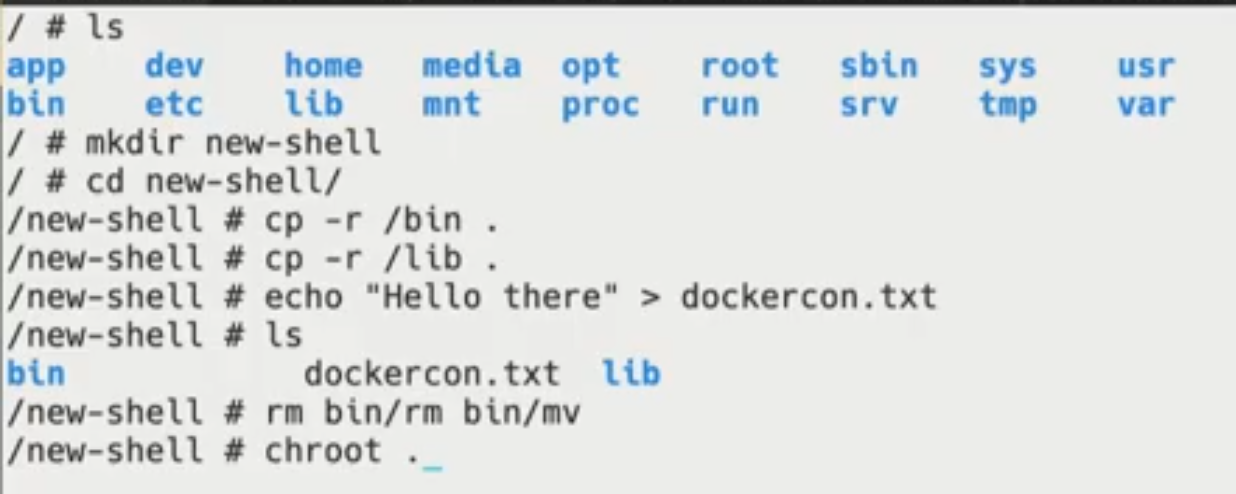 / # ls
app    dev    home   media  opt    root   sbin   sys    usr
bin    etc    lib    mnt    proc   run    srv    tmp    var
/ # mkdir new-shell
/ # cd new-shell/
/new-shell # cp -r /bin .
/new-shell # cp -r /lib .
/new-shell # echo "Hello there" > dockercon.txt
/new-shell # ls
bin            dockercon.txt  lib
/new-shell # rm bin/rm bin/mv
/new-shell # chroot ._